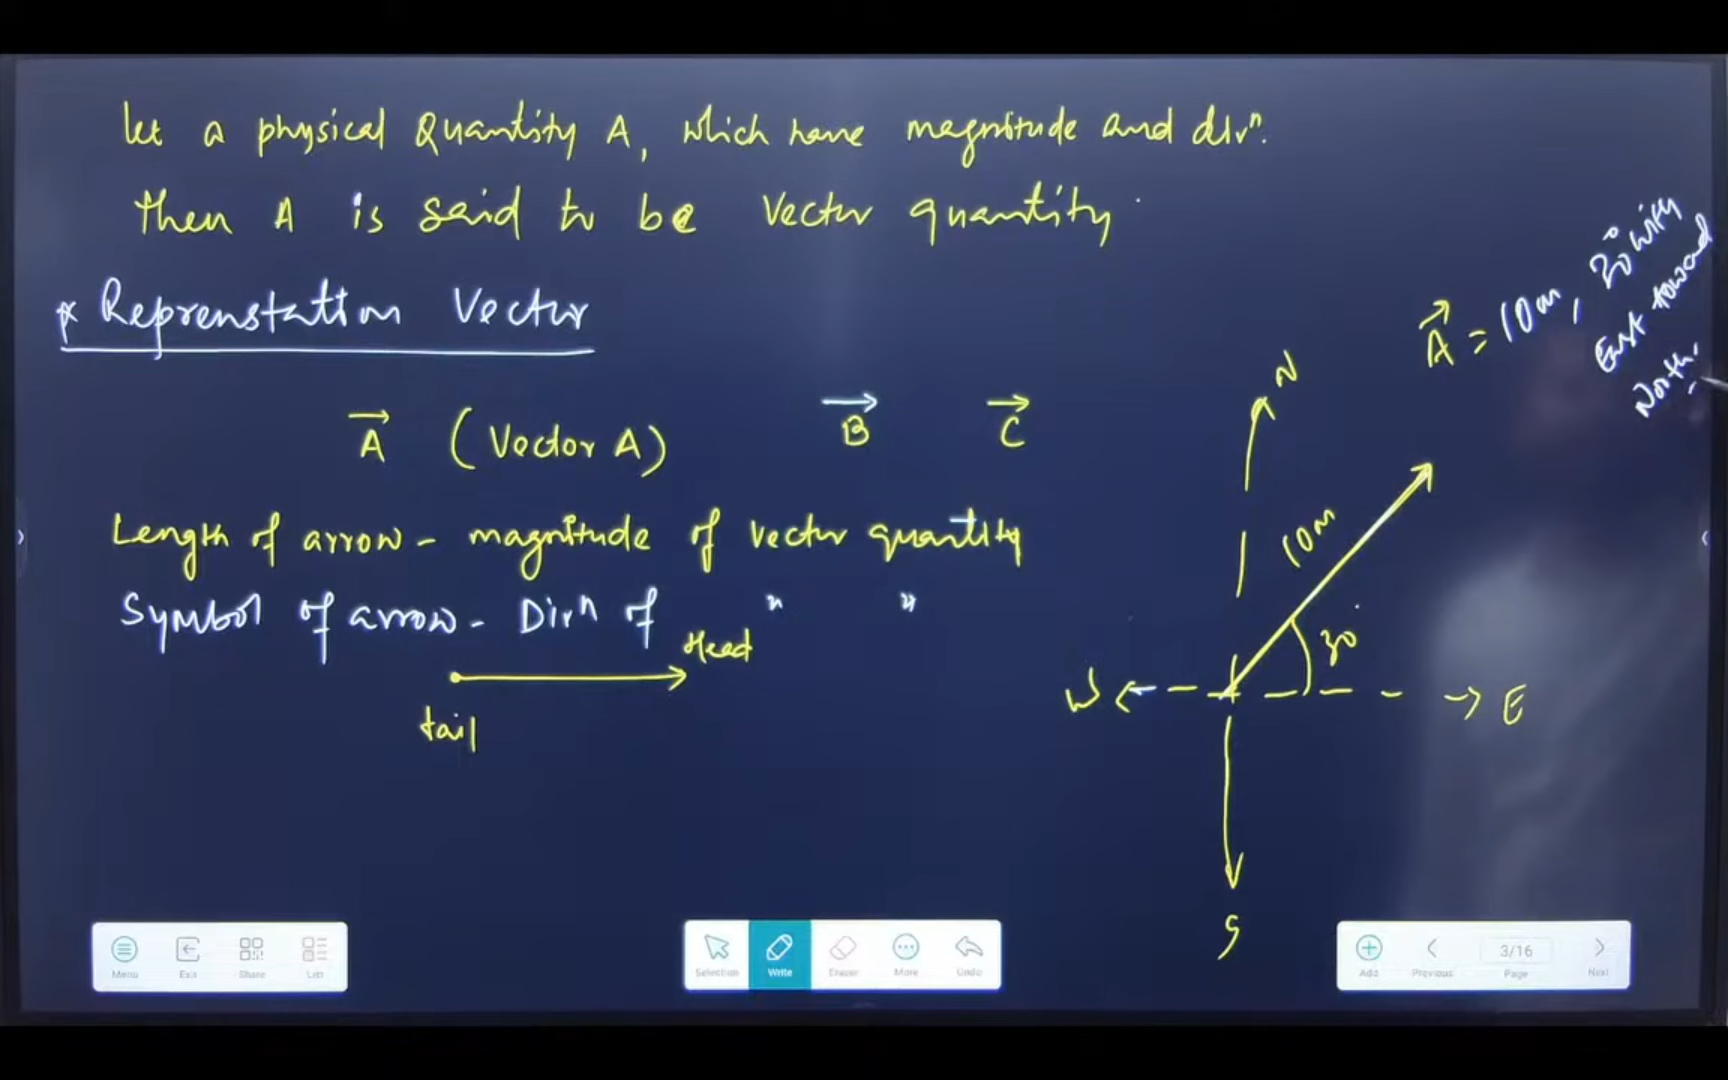 let a physical Quantity A, which have magnitude and dirⁿ.
then A is said to be Vector quantity.
* Reprenstation Vector
A⃗ (Vector A) B⃗ C⃗
Length of arrow - magnitude of vector quantity
Symbol of arrow - Dirⁿ of " "
Head
tail
A⃗ = 10m, 30° with
East toward
North.
N
10m
30°
W
E
S
Menu
Exit
Share
List
Selection
Write
Eraser
More
Undo
Add
Previous
3/16
Page
Next